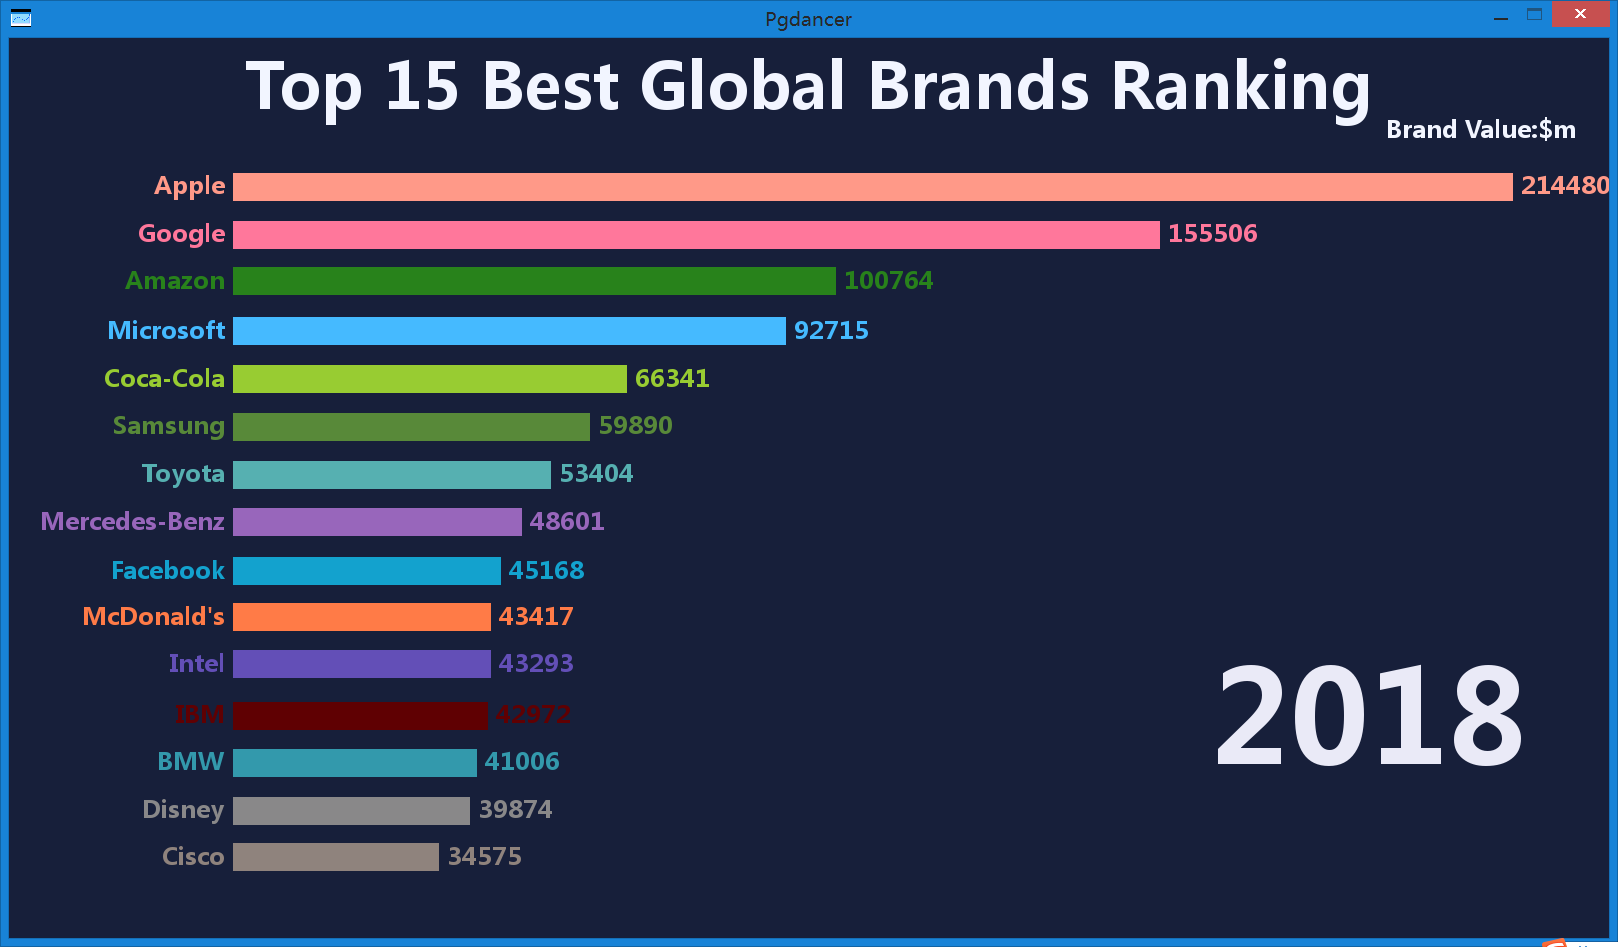 Pgdancer
Top 15 Best Global Brands Ranking
Brand Value:$m
Apple 214480
Google 155506
Amazon 100764
Microsoft 92715
Coca-Cola 66341
Samsung 59890
Toyota 53404
Mercedes-Benz 48601
Facebook 45168
McDonald's 43417
Intel 43293
IBM 42972
BMW 41006
Disney 39874
Cisco 34575
2018